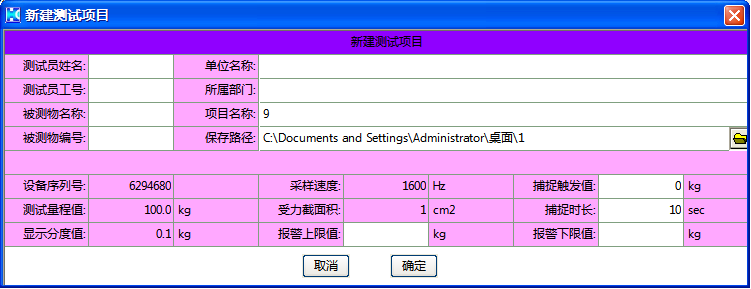 新建测试项目
新建测试项目
测试员姓名: 单位名称:
测试员工号: 所属部门:
被测物名称: 项目名称: 9
被测物编号: 保存路径: C:\Documents and Settings\Administrator\桌面\1
设备序列号: 6294680 采样速度: 1600 Hz 捕捉触发值: 0 kg
测试量程值: 100.0 kg 受力截面积: 1 cm2 捕捉时长: 10 sec
显示分度值: 0.1 kg 报警上限值: kg 报警下限值: kg
取消 确定